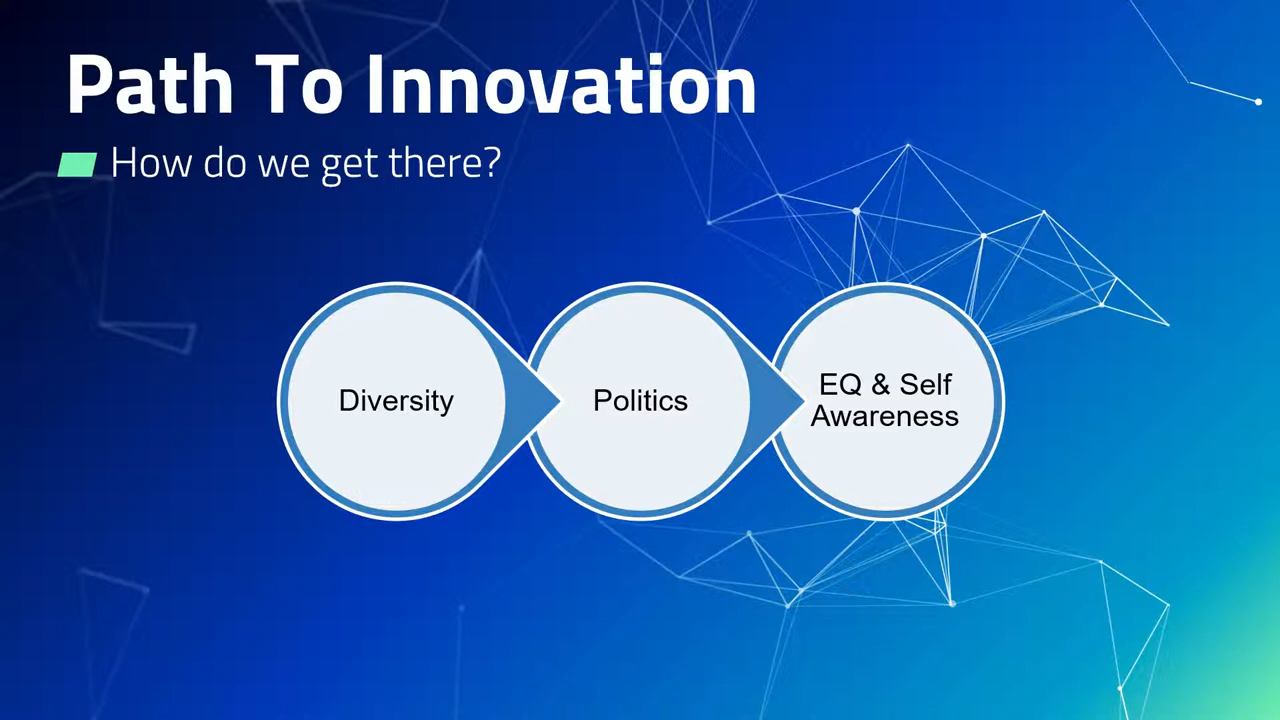 Path To Innovation
How do we get there?
Diversity
Politics
EQ & Self
Awareness